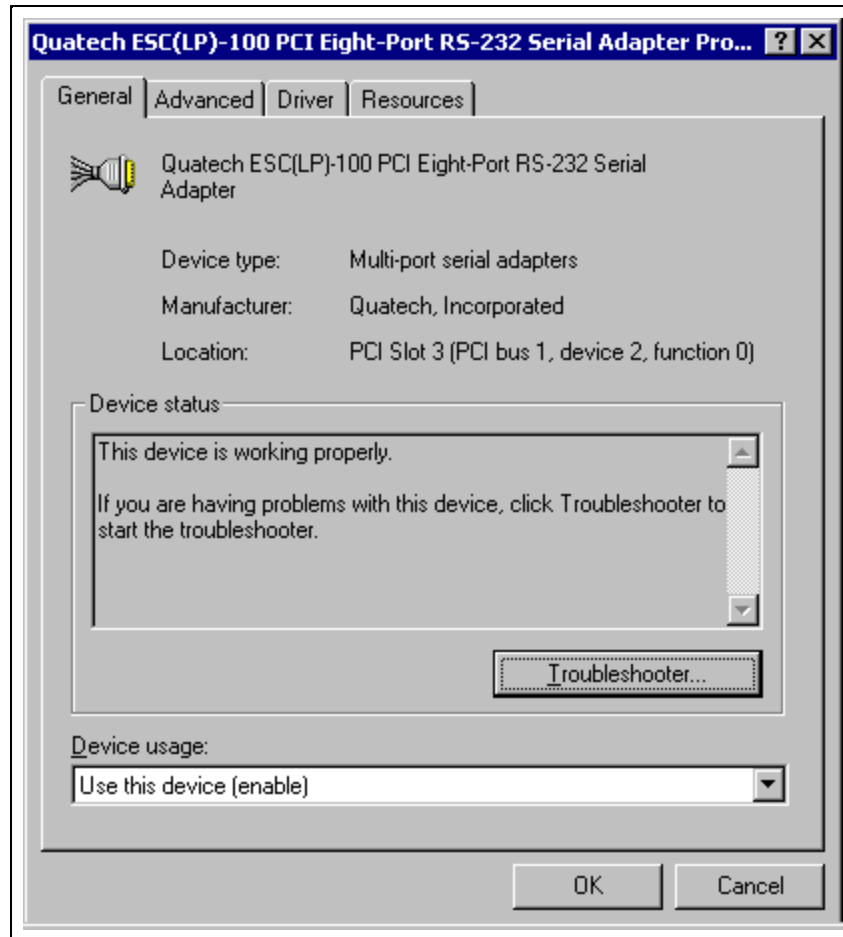 Quatech ESC(LP)-100 PCI Eight-Port RS-232 Serial Adapter Pro...
General Advanced Driver Resources
Quatech ESC(LP)-100 PCI Eight-Port RS-232 Serial
Adapter
Device type: Multi-port serial adapters
Manufacturer: Quatech, Incorporated
Location: PCI Slot 3 (PCI bus 1, device 2, function 0)
Device status
This device is working properly.
If you are having problems with this device, click Troubleshooter to
start the troubleshooter.
Troubleshooter...
Device usage:
Use this device (enable)
OK Cancel